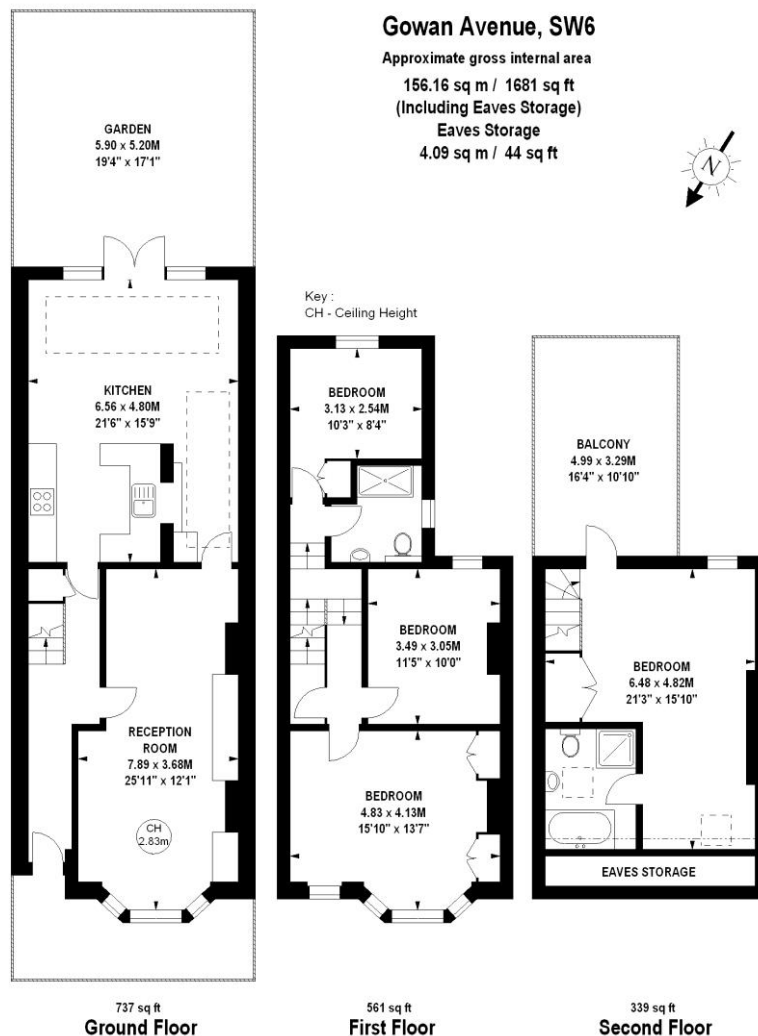 Gowan Avenue, SW6
Approximate gross internal area
156.16 sq m / 1681 sq ft
(Including Eaves Storage)
Eaves Storage
4.09 sq m / 44 sq ft
N
GARDEN
5.90 x 5.20M
19'4" x 17'1"
Key :
CH - Ceiling Height
KITCHEN
6.56 x 4.80M
21'6" x 15'9"
RECEPTION
ROOM
7.89 x 3.68M
25'11" x 12'1"
CH
2.83m
737 sq ft
Ground Floor
BEDROOM
3.13 x 2.54M
10'3" x 8'4"
BEDROOM
3.49 x 3.05M
11'5" x 10'0"
BEDROOM
4.83 x 4.13M
15'10" x 13'7"
561 sq ft
First Floor
BALCONY
4.99 x 3.29M
16'4" x 10'10"
BEDROOM
6.48 x 4.82M
21'3" x 15'10"
EAVES STORAGE
339 sq ft
Second Floor